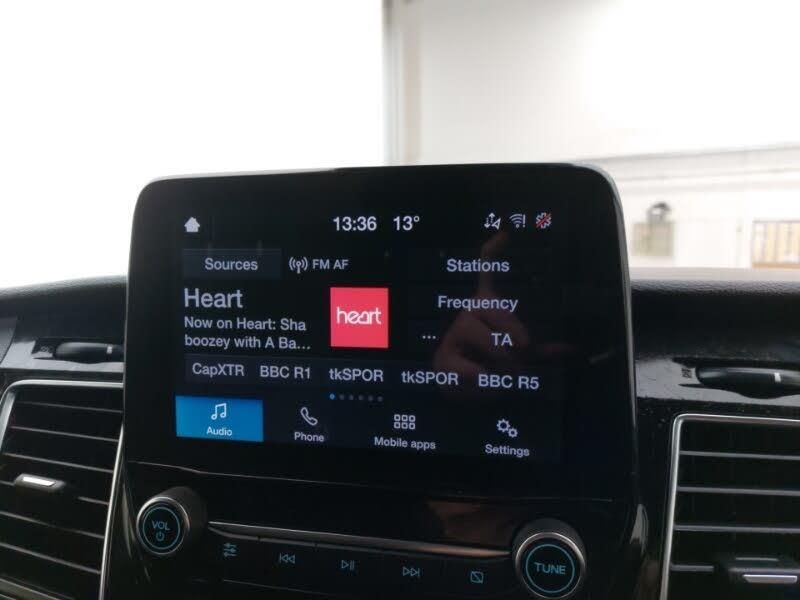 13:36 13°
Sources FM AF Stations
Heart heart Frequency
Now on Heart: Sha
boozey with A Ba...
... TA
CapXTR BBC R1 tkSPOR tkSPOR BBC R5
Audio Phone Mobile apps Settings
VOL
TUNE